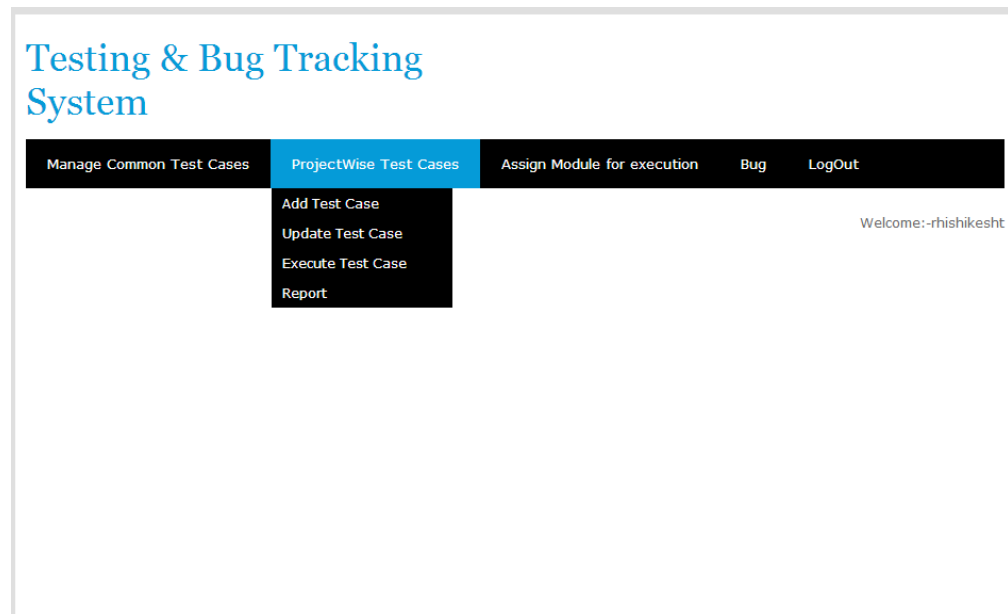 Testing & Bug Tracking
System
Manage Common Test Cases ProjectWise Test Cases Assign Module for execution Bug LogOut
Add Test Case
Update Test Case
Execute Test Case
Report
Welcome:-rhishikesht